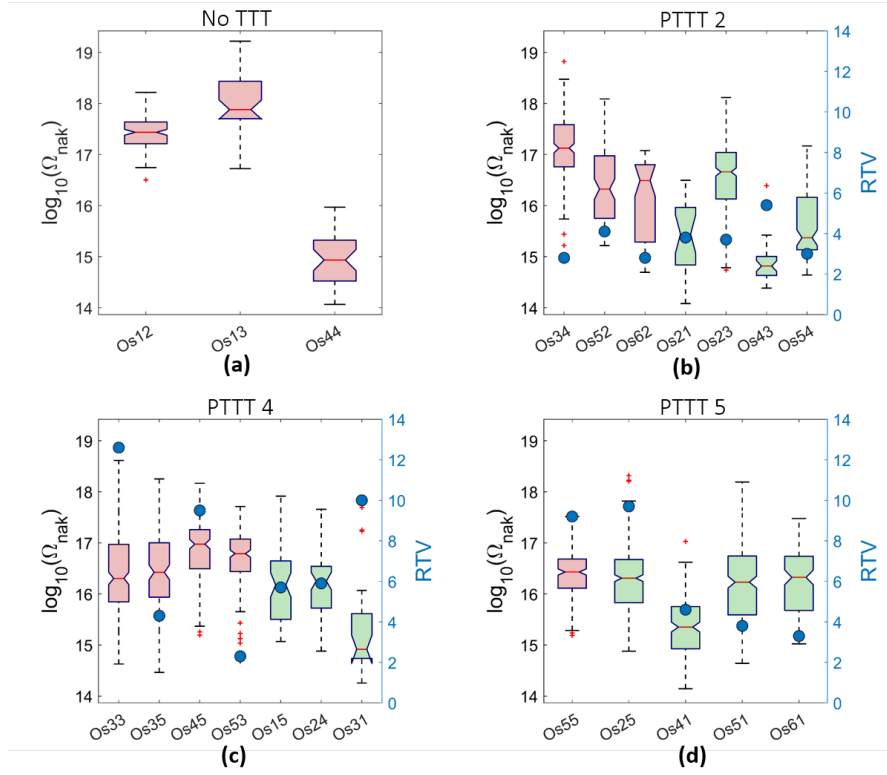 No TTT
19
18
17
16
15
14
log10(Ωnak)
Os12
Os13
Os44
(a)
PTTT 2
19
18
17
16
15
14
log10(Ωnak)
14
12
10
8
6
4
2
0
RTV
Os34
Os52
Os62
Os21
Os23
Os43
Os54
(b)
PTTT 4
19
18
17
16
15
14
log10(Ωnak)
14
12
10
8
6
4
2
0
RTV
Os33
Os35
Os45
Os53
Os15
Os24
Os31
(c)
PTTT 5
19
18
17
16
15
14
log10(Ωnak)
14
12
10
8
6
4
2
0
RTV
Os55
Os25
Os41
Os51
Os61
(d)